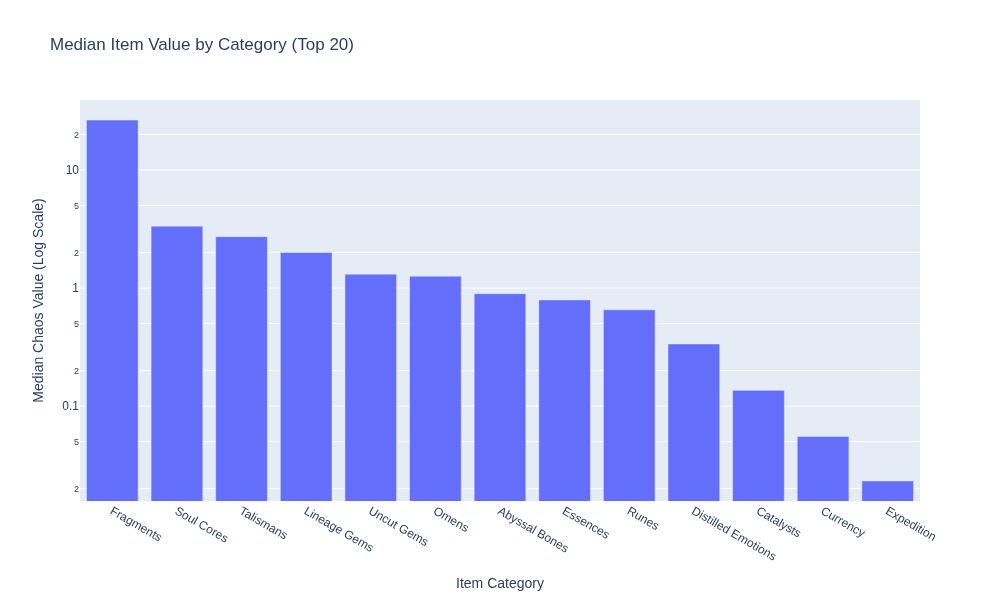 Median Item Value by Category (Top 20)
Median Chaos Value (Log Scale)
2
10
5
2
1
5
2
0.1
5
2
Fragments
Soul Cores
Talismans
Lineage Gems
Uncut Gems
Omens
Abyssal Bones
Essences
Runes
Distilled Emotions
Catalysts
Currency
Expedition
Item Category